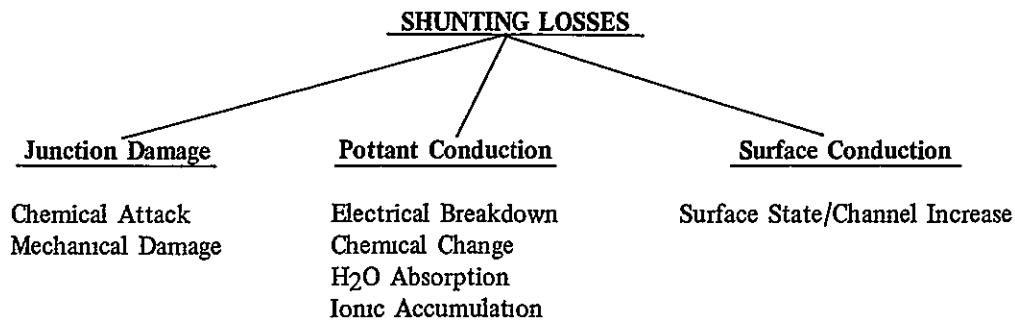 SHUNTING LOSSES
Junction Damage
Chemical Attack
Mechanical Damage
Pottant Conduction
Electrical Breakdown
Chemical Change
H2O Absorption
Ionic Accumulation
Surface Conduction
Surface State/Channel Increase